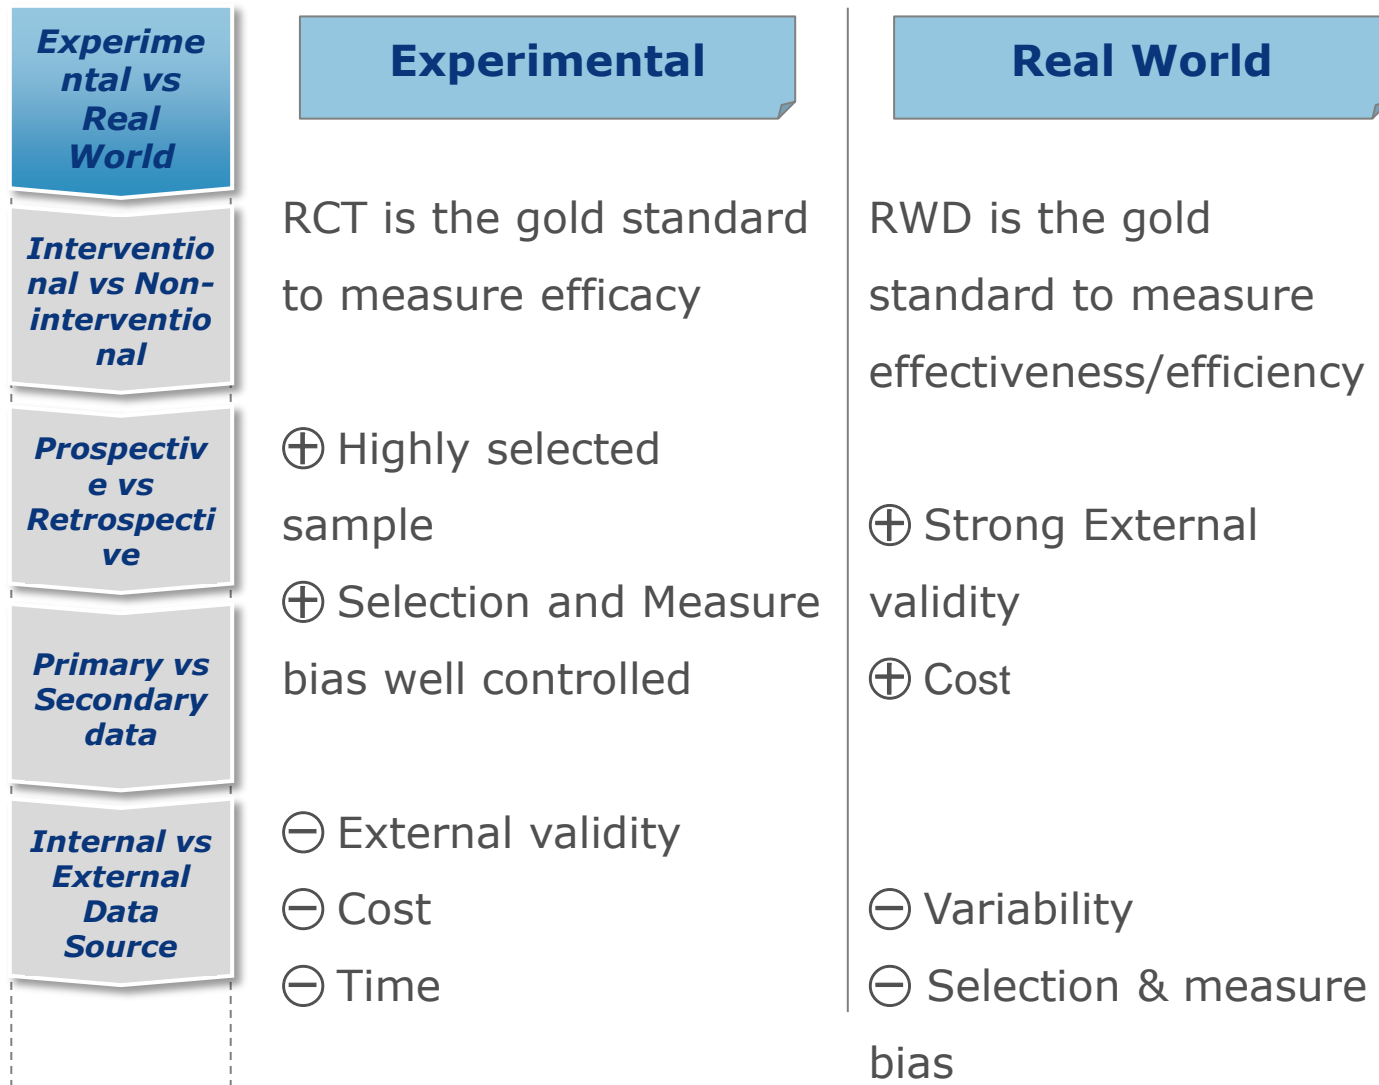 Experime
ntal vs
Real
World
Interventio
nal vs Non-
interventio
nal
Prospectiv
e vs
Retrospecti
ve
Primary vs
Secondary
data
Internal vs
External
Data
Source
Experimental
RCT is the gold standard
to measure efficacy
⊕ Highly selected
sample
⊕ Selection and Measure
bias well controlled
⊖ External validity
⊖ Cost
⊖ Time
Real World
RWD is the gold
standard to measure
effectiveness/efficiency
⊕ Strong External
validity
⊕ Cost
⊖ Variability
⊖ Selection & measure
bias